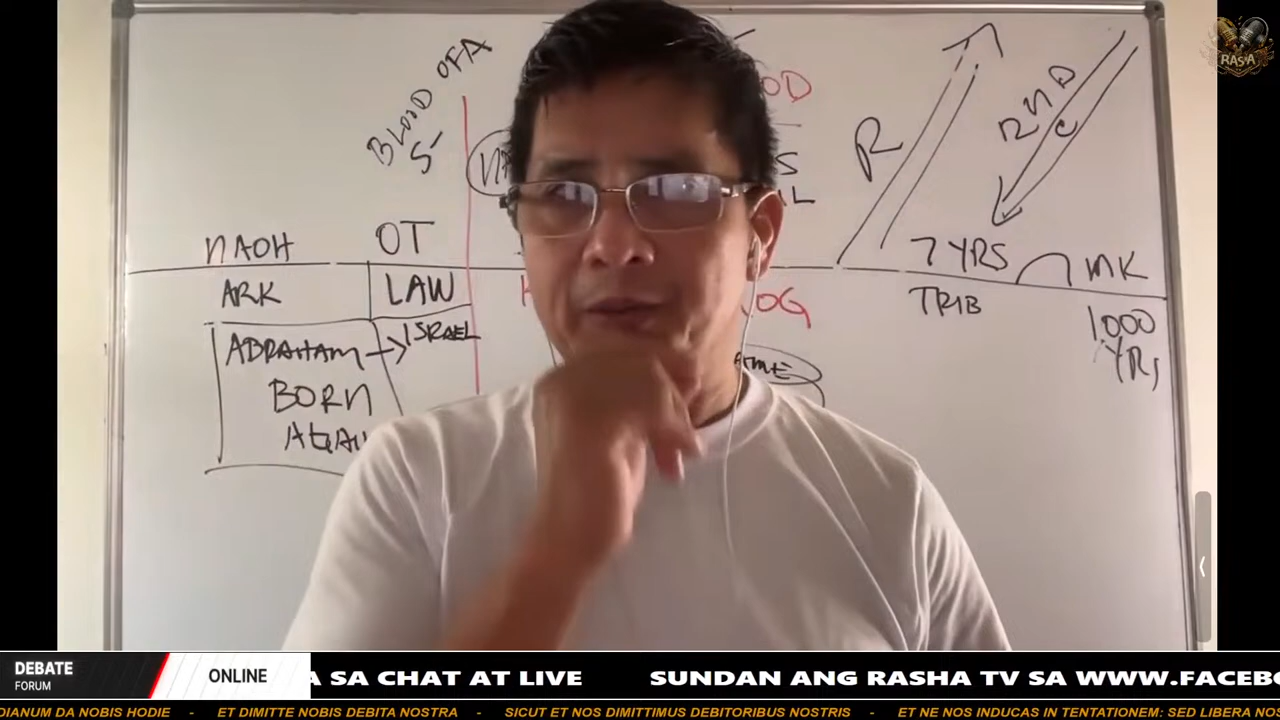 BLOOD OF A
OD
R
2ND
C
RASA
S
L
NAOH
OT
7 YRS
MK
ARK
LAW
OG
TRIB
1000
YRS
ABRAHAM → ISRAEL
BORN
DEBATE
FORUM
ONLINE
A SA CHAT AT LIVE SUNDAN ANG RASHA TV SA WWW.FACEBO
DIANUM DA NOBIS HODIE - ET DIMITTE NOBIS DEBITA NOSTRA - SICUT ET NOS DIMITTIMUS DEBITORIBUS NOSTRIS - ET NE NOS INDUCAS IN TENTATIONEM: SED LIBERA NOS